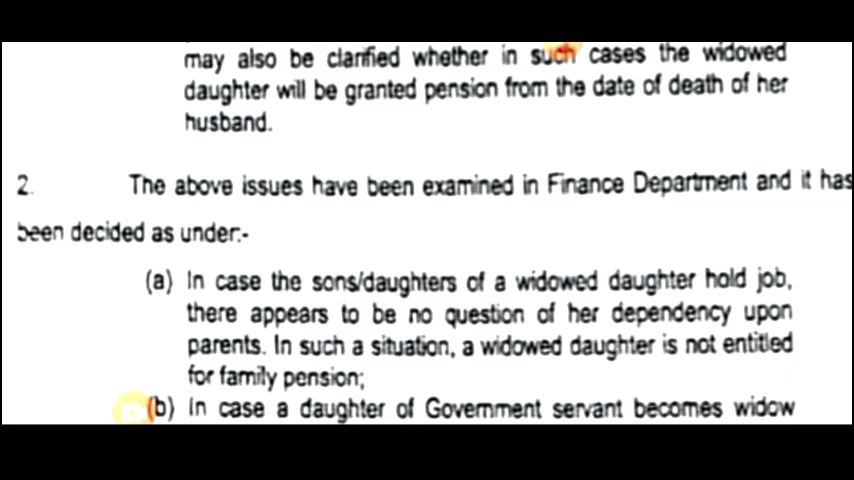 may also be clarified whether in such cases the widowed
daughter will be granted pension from the date of death of her
husband.
2. The above issues have been examined in Finance Department and it has
been decided as under:-
(a) In case the sons/daughters of a widowed daughter hold job,
there appears to be no question of her dependency upon
parents. In such a situation, a widowed daughter is not entitled
for family pension;
(b) In case a daughter of Government servant becomes widow